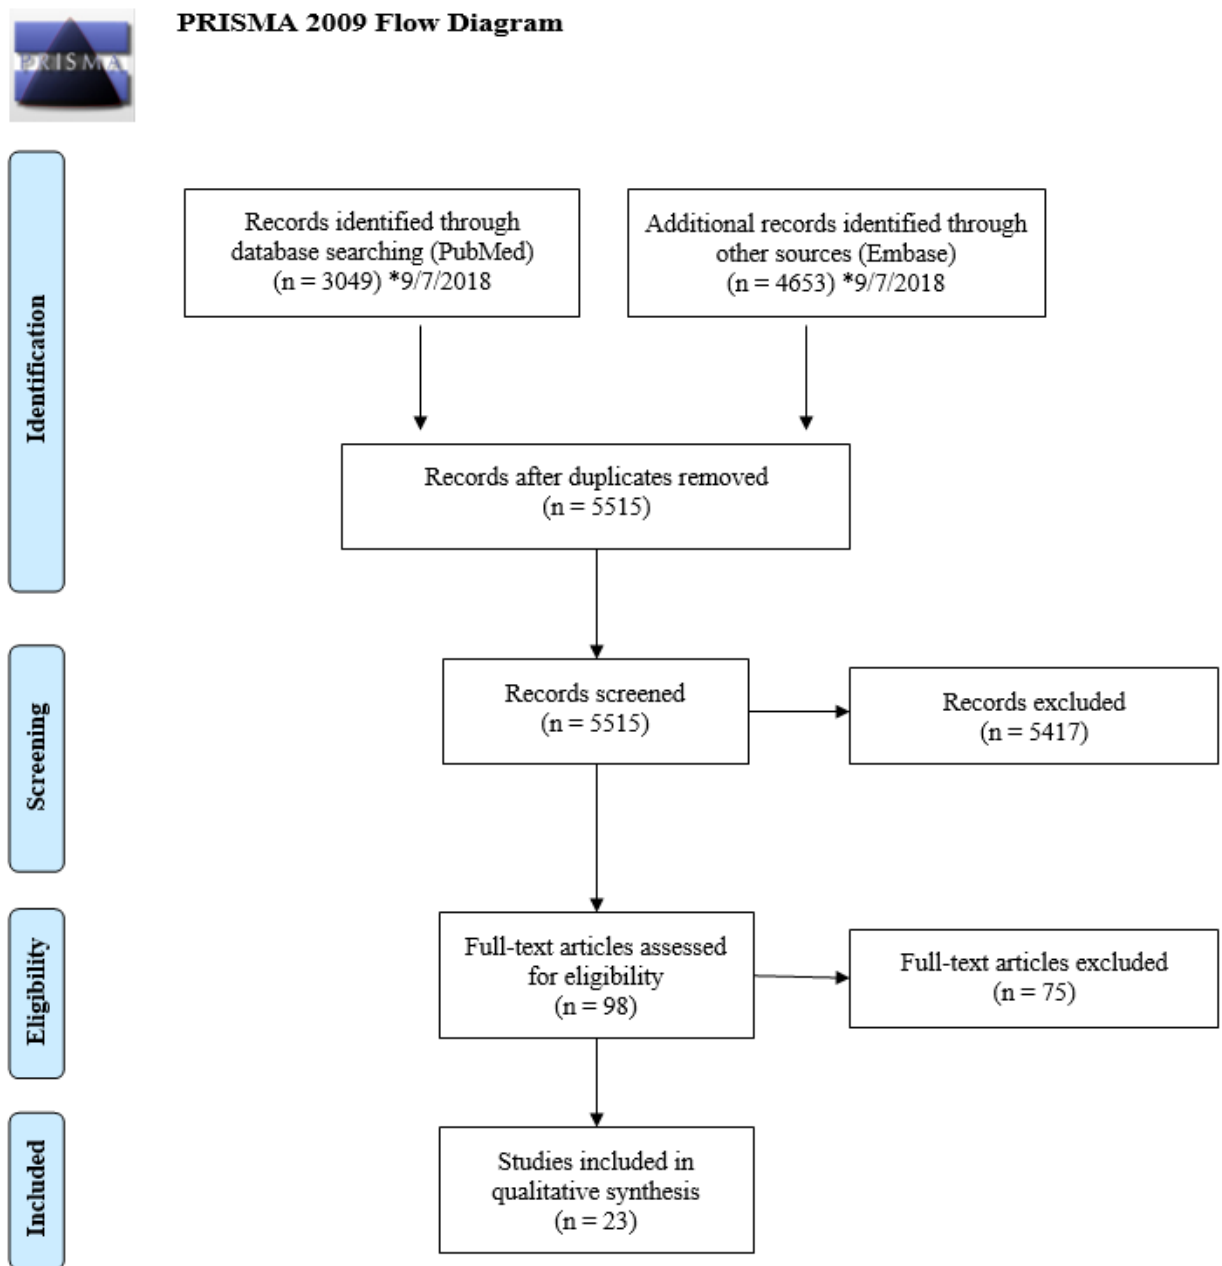 PRISMA 2009 Flow Diagram
PRISMA
Identification
Records identified through
database searching (PubMed)
(n = 3049) *9/7/2018
Additional records identified through
other sources (Embase)
(n = 4653) *9/7/2018
Records after duplicates removed
(n = 5515)
Screening
Records screened
(n = 5515)
Records excluded
(n = 5417)
Eligibility
Full-text articles assessed
for eligibility
(n = 98)
Full-text articles excluded
(n = 75)
Included
Studies included in
qualitative synthesis
(n = 23)